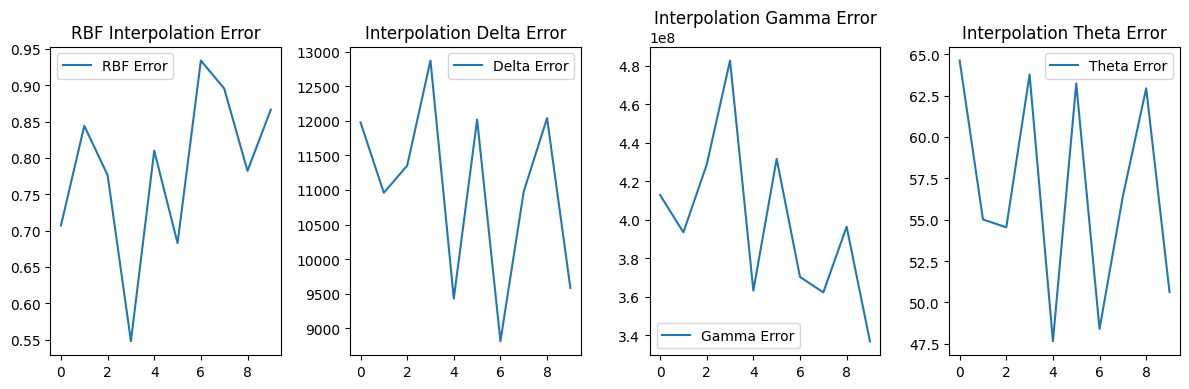 RBF Interpolation Error
RBF Error
0.95
0.90
0.85
0.80
0.75
0.70
0.65
0.60
0.55
0 2 4 6 8
Interpolation Delta Error
Delta Error
13000
12000
11500
11000
10500
10000
9500
9000
0 2 4 6 8
Interpolation Gamma Error
1e8
4.8
4.6
4.4
4.2
4.0
3.8
3.6
3.4
Gamma Error
0 2 4 6 8
Interpolation Theta Error
Theta Error
65.0
62.5
60.0
57.5
55.0
52.5
50.0
47.5
0 2 4 6 8